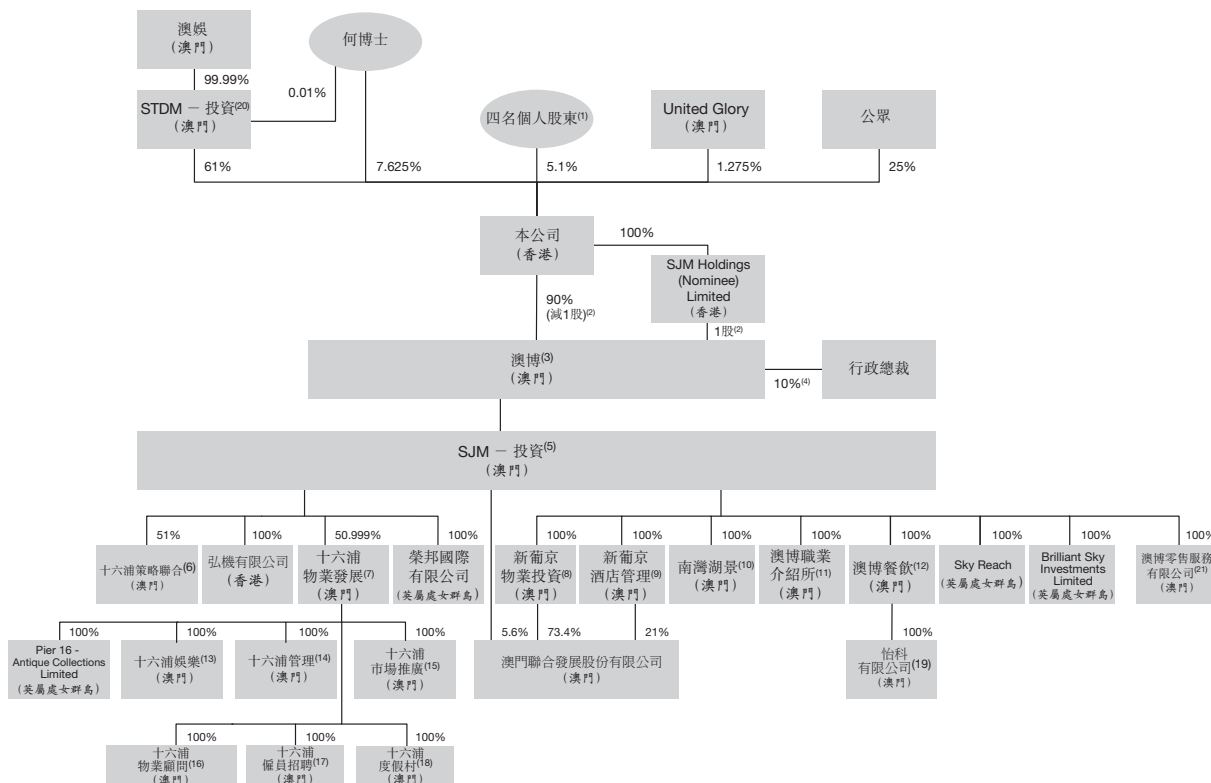 澳娛
(澳門)
何博士
99.99%
0.01%
STDM － 投資(20)
(澳門)
四名個人股東(1)
United Glory
(澳門)
公眾
61%
7.625%
5.1%
1.275%
25%
本公司
(香港)
100%
SJM Holdings
(Nominee)
Limited
(香港)
90%
(減1股)(2)
1股(2)
澳博(3)
(澳門)
10%(4)
行政總裁
SJM － 投資(5)
(澳門)
51%
100%
50.999%
100%
100%
100%
100%
100%
100%
100%
100%
100%
十六浦策略聯合(6)
(澳門)
弘機有限公司
(香港)
十六浦
物業發展(7)
(澳門)
榮邦國際
有限公司
(英屬處女群島)
新葡京
物業投資(8)
(澳門)
新葡京
酒店管理(9)
(澳門)
南灣湖景(10)
(澳門)
澳博職業
介紹所(11)
(澳門)
澳博餐飲(12)
(澳門)
Sky Reach
(英屬處女群島)
Brilliant Sky
Investments
Limited
(英屬處女群島)
澳博零售服務
有限公司(21)
(澳門)
100%
100%
100%
100%
5.6%
73.4%
21%
100%
Pier 16 -
Antique Collections
Limited
(英屬處女群島)
十六浦娛樂(13)
(澳門)
十六浦管理(14)
(澳門)
十六浦
市場推廣(15)
(澳門)
澳門聯合發展股份有限公司
(澳門)
怡科
有限公司(19)
(澳門)
100%
100%
100%
十六浦
物業顧問(16)
(澳門)
十六浦
僱員招聘(17)
(澳門)
十六浦
度假村(18)
(澳門)